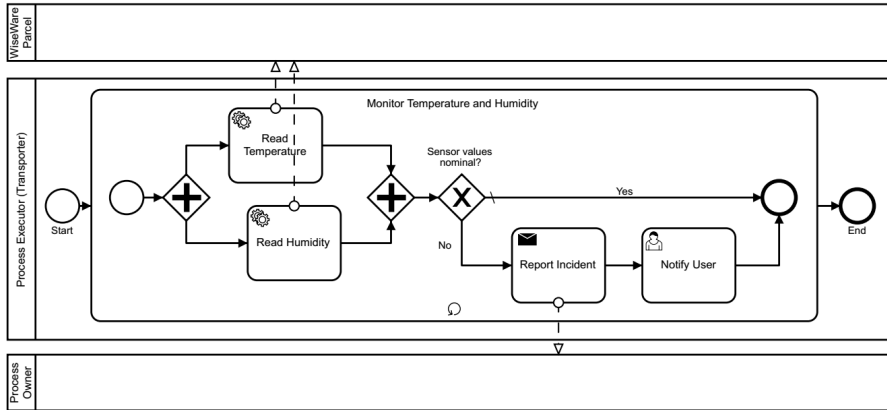 WiseWare
Parcel
Process Executor (Transporter)
Monitor Temperature and Humidity
Read
Temperature
Sensor values
nominal?
Yes
Start
End
Read Humidity
No
Report Incident
Notify User
Process
Owner